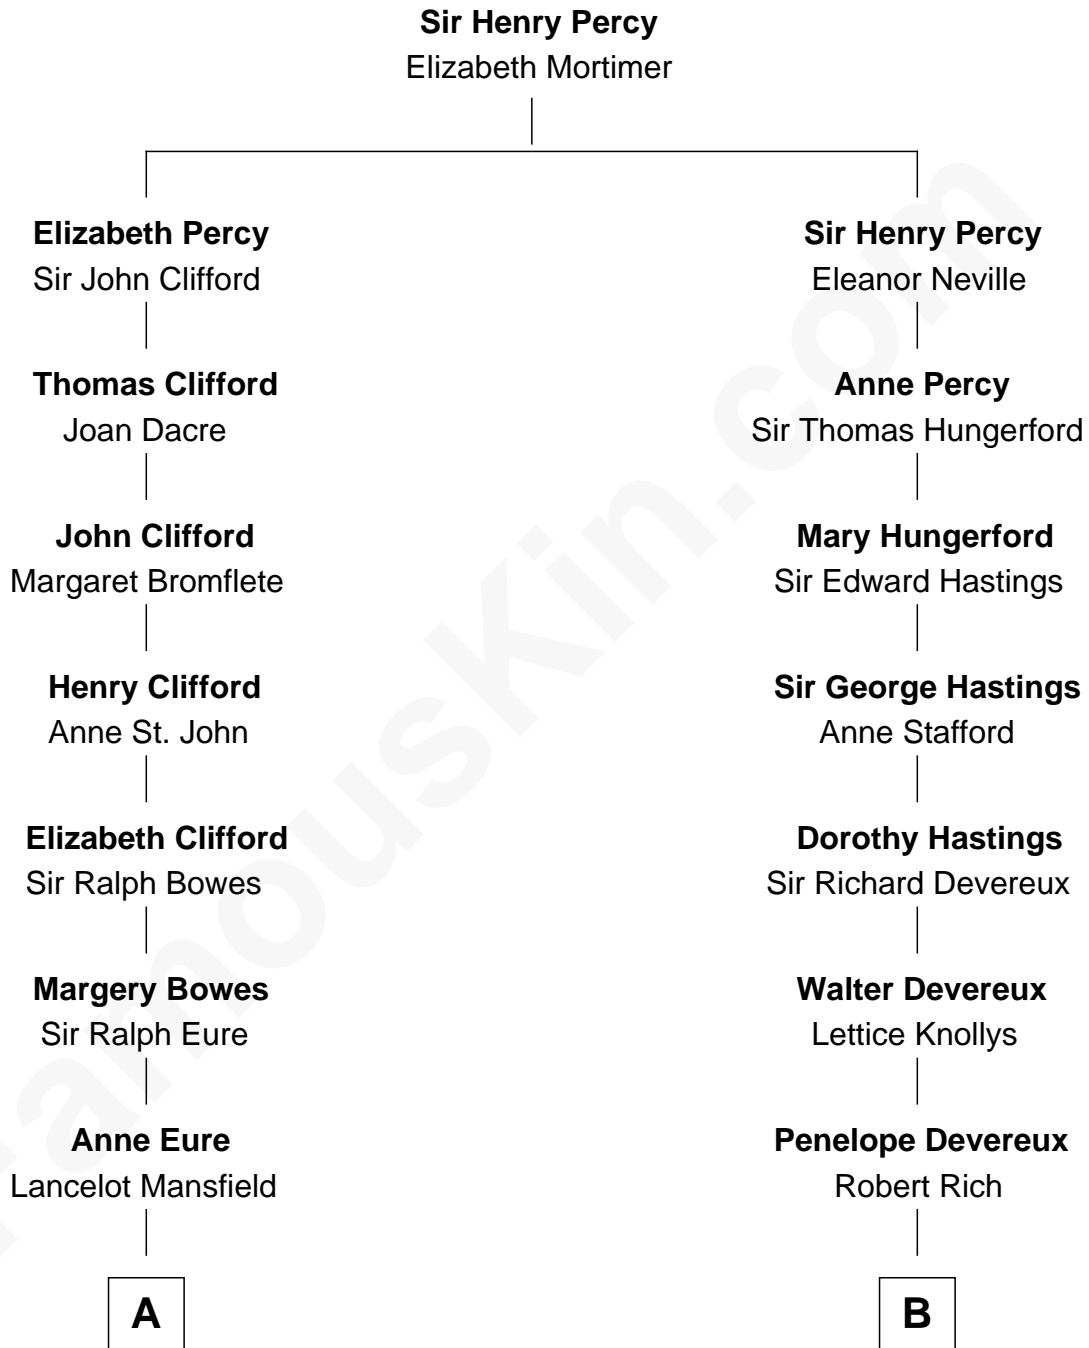 Sir Henry Percy
Elizabeth Mortimer
Elizabeth Percy
Sir John Clifford
Sir Henry Percy
Eleanor Neville
Thomas Clifford
Joan Dacre
Anne Percy
Sir Thomas Hungerford
John Clifford
Margaret Bromflete
Mary Hungerford
Sir Edward Hastings
Henry Clifford
Anne St. John
Sir George Hastings
Anne Stafford
Elizabeth Clifford
Sir Ralph Bowes
Dorothy Hastings
Sir Richard Devereux
Margery Bowes
Sir Ralph Eure
Walter Devereux
Lettice Knollys
Anne Eure
Lancelot Mansfield
Penelope Devereux
Robert Rich
A
B
FamousKin.com